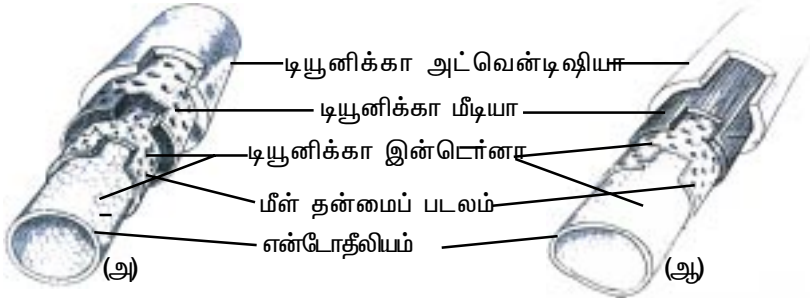 டியூனிக்கா அட்வென்டிஷியா
டியூனிக்கா மீடியா
டியூனிக்கா இன்டெர்னா
மீள் தன்மைப் படலம்
என்டோதீலியம்
(அ)
(ஆ)